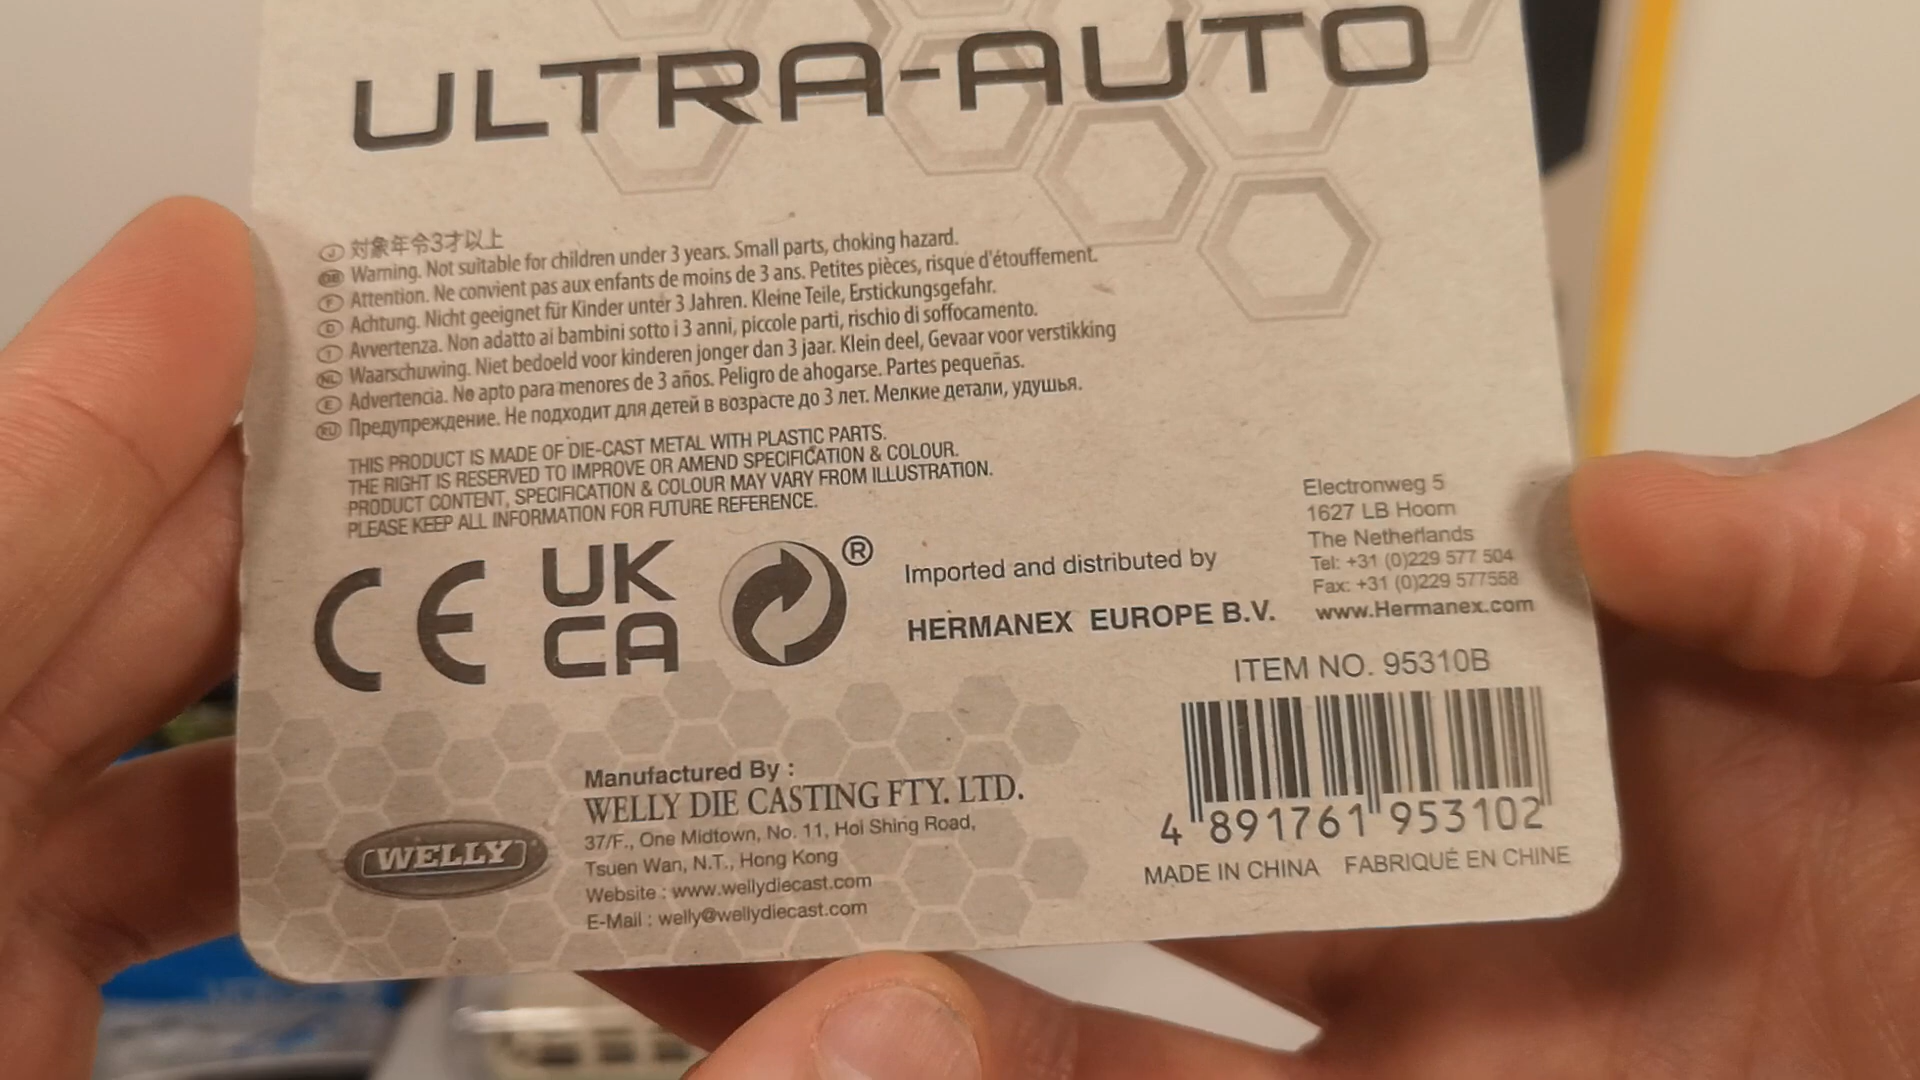 ULTRA-AUTO
J 対象年令3才以上
GB Warning. Not suitable for children under 3 years. Small parts, choking hazard.
F Attention. Ne convient pas aux enfants de moins de 3 ans. Petites pièces, risque d'étouffement.
D Achtung. Nicht geeignet für Kinder unter 3 Jahren. Kleine Teile, Erstickungsgefahr.
I Avvertenza. Non adatto ai bambini sotto i 3 anni, piccole parti, rischio di soffocamento.
NL Waarschuwing. Niet bedoeld voor kinderen jonger dan 3 jaar. Klein deel, Gevaar voor verstikking
E Advertencia. No apto para menores de 3 años. Peligro de ahogarse. Partes pequeñas.
RU Предупреждение. Не подходит для детей в возрасте до 3 лет. Мелкие детали, удушья.
THIS PRODUCT IS MADE OF DIE-CAST METAL WITH PLASTIC PARTS.
THE RIGHT IS RESERVED TO IMPROVE OR AMEND SPECIFICATION & COLOUR.
PRODUCT CONTENT, SPECIFICATION & COLOUR MAY VARY FROM ILLUSTRATION.
PLEASE KEEP ALL INFORMATION FOR FUTURE REFERENCE.
CE
UK
CA
®
Imported and distributed by
HERMANEX EUROPE B.V.
Electronweg 5
1627 LB Hoorn
The Netherlands
Tel: +31 (0)229 577 504
Fax: +31 (0)229 577558
www.Hermanex.com
ITEM NO. 95310B
4 891761 953102
MADE IN CHINA FABRIQUÉ EN CHINE
WELLY
Manufactured By :
WELLY DIE CASTING FTY. LTD.
37/F., One Midtown, No. 11, Hoi Shing Road,
Tsuen Wan, N.T., Hong Kong
Website : www.wellydiecast.com
E-Mail : welly@wellydiecast.com